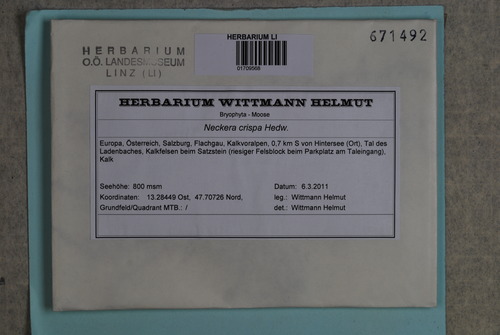 HERBARIUM
O.Ö. LANDESMUSEUM
LINZ (LI)
HERBARIUM LI
01709568
671492
HERBARIUM WITTMANN HELMUT
Bryophyta - Moose
Neckera crispa Hedw.
Europa, Österreich, Salzburg, Flachgau, Kalkvoralpen, 0,7 km S von Hintersee (Ort), Tal des
Ladenbaches, Kalkfelsen beim Satzstein (riesiger Felsblock beim Parkplatz am Taleingang),
Kalk
Seehöhe: 800 msm
Datum: 6.3.2011
Koordinaten: 13.28449 Ost, 47.70726 Nord,
leg.: Wittmann Helmut
Grundfeld/Quadrant MTB.: /
det.: Wittmann Helmut